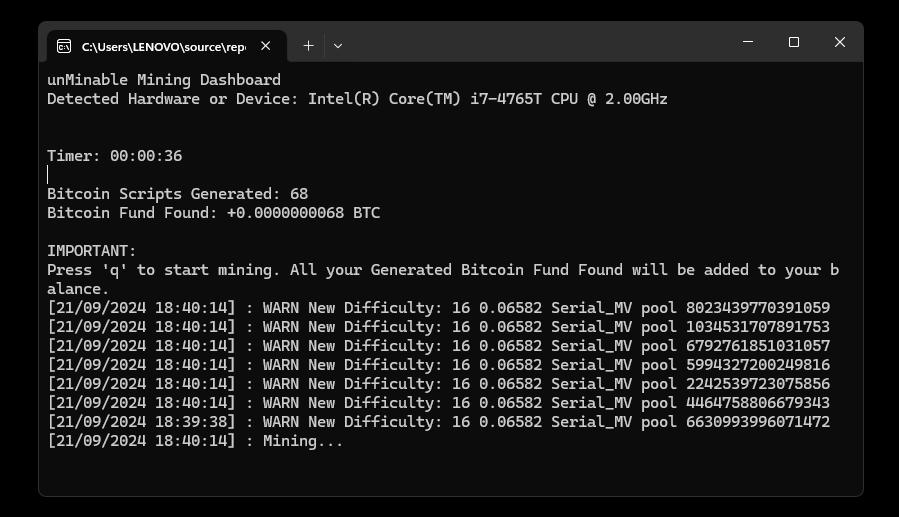 C:\Users\LENOVO\source\repo
unMinable Mining Dashboard
Detected Hardware or Device: Intel(R) Core(TM) i7-4765T CPU @ 2.00GHz
Timer: 00:00:36
Bitcoin Scripts Generated: 68
Bitcoin Fund Found: +0.0000000068 BTC
IMPORTANT:
Press 'q' to start mining. All your Generated Bitcoin Fund Found will be added to your b
alance.
[21/09/2024 18:40:14] : WARN New Difficulty: 16 0.06582 Serial_MV pool 8023439770391059
[21/09/2024 18:40:14] : WARN New Difficulty: 16 0.06582 Serial_MV pool 1034531707891753
[21/09/2024 18:40:14] : WARN New Difficulty: 16 0.06582 Serial_MV pool 6792761851031057
[21/09/2024 18:40:14] : WARN New Difficulty: 16 0.06582 Serial_MV pool 5994327200249816
[21/09/2024 18:40:14] : WARN New Difficulty: 16 0.06582 Serial_MV pool 2242539723075856
[21/09/2024 18:40:14] : WARN New Difficulty: 16 0.06582 Serial_MV pool 4464758806679343
[21/09/2024 18:39:38] : WARN New Difficulty: 16 0.06582 Serial_MV pool 6630993996071472
[21/09/2024 18:40:14] : Mining...